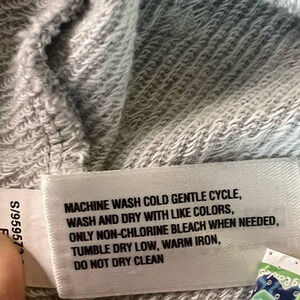 MACHINE WASH COLD GENTLE CYCLE,
WASH AND DRY WITH LIKE COLORS,
ONLY NON-CHLORINE BLEACH WHEN NEEDED,
TUMBLE DRY LOW, WARM IRON,
DO NOT DRY CLEAN